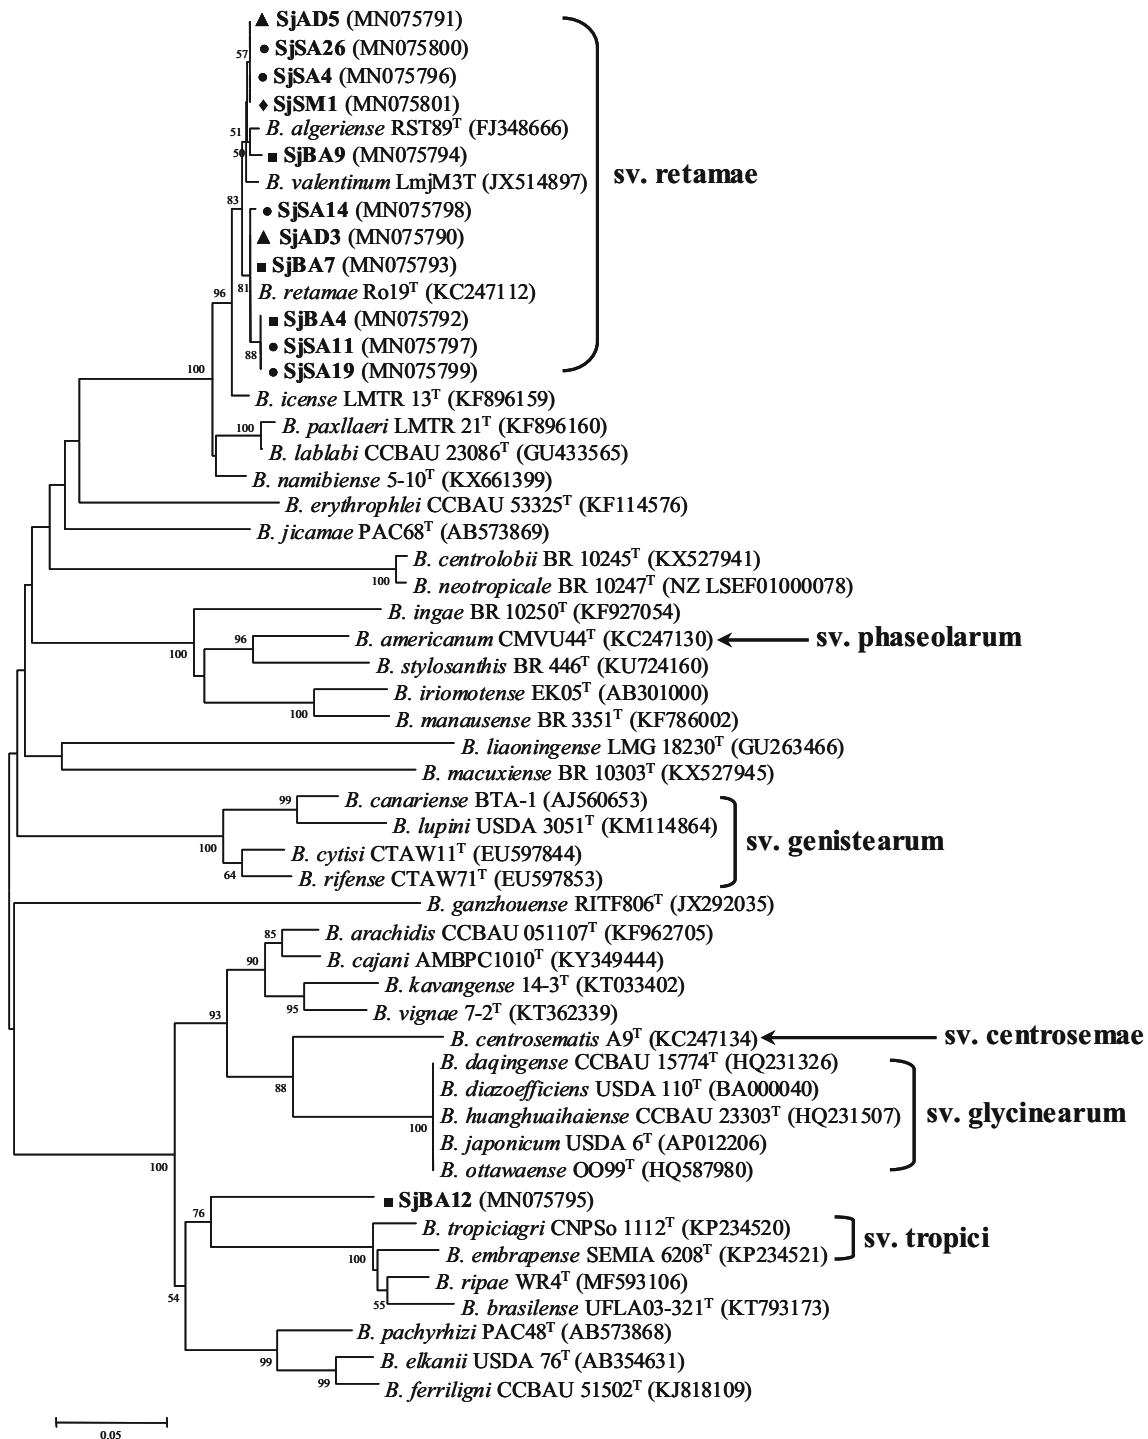 ▲ SjAD5 (MN075791)
57
● SjSA26 (MN075800)
● SjSA4 (MN075796)
♦ SjSM1 (MN075801)
51
B. algeriense RST89T (FJ348666)
50
■ SjBA9 (MN075794)
sv. retamae
B. valentinum LmjM3T (JX514897)
83
● SjSA14 (MN075798)
▲ SjAD3 (MN075790)
■ SjBA7 (MN075793)
81
B. retamae Ro19T (KC247112)
96
■ SjBA4 (MN075792)
88
● SjSA11 (MN075797)
100
● SjSA19 (MN075799)
B. icense LMTR 13T (KF896159)
100
B. paxllaeri LMTR 21T (KF896160)
B. lablabi CCBAU 23086T (GU433565)
B. namibiense 5-10T (KX661399)
B. erythrophlei CCBAU 53325T (KF114576)
B. jicamae PAC68T (AB573869)
B. centrolobii BR 10245T (KX527941)
100
B. neotropicale BR 10247T (NZ LSEF01000078)
B. ingae BR 10250T (KF927054)
96
B. americanum CMVU44T (KC247130)
sv. phaseolarum
100
B. stylosanthis BR 446T (KU724160)
B. iriomotense EK05T (AB301000)
100
B. manausense BR 3351T (KF786002)
B. liaoningense LMG 18230T (GU263466)
B. macuxiense BR 10303T (KX527945)
99
B. canariense BTA-1 (AJ560653)
B. lupini USDA 3051T (KM114864)
100
sv. genistearum
B. cytisi CTAW11T (EU597844)
64
B. rifense CTAW71T (EU597853)
B. ganzhouense RITF806T (JX292035)
85
B. arachidis CCBAU 051107T (KF962705)
90
B. cajani AMBPC1010T (KY349444)
B. kavangense 14-3T (KT033402)
95
93
B. vignae 7-2T (KT362339)
B. centrosematis A9T (KC247134)
sv. centrosemae
B. daqingense CCBAU 15774T (HQ231326)
88
B. diazoefficiens USDA 110T (BA000040)
B. huanghuaihaiense CCBAU 23303T (HQ231507)
sv. glycinearum
100
B. japonicum USDA 6T (AP012206)
100
B. ottawaense OO99T (HQ587980)
■ SjBA12 (MN075795)
76
B. tropiciagri CNPSo 1112T (KP234520)
sv. tropici
100
B. embrapense SEMIA 6208T (KP234521)
B. ripae WR4T (MF593106)
54
55
B. brasilense UFLA03-321T (KT793173)
B. pachyrhizi PAC48T (AB573868)
99
B. elkanii USDA 76T (AB354631)
99
B. ferriligni CCBAU 51502T (KJ818109)
0.05